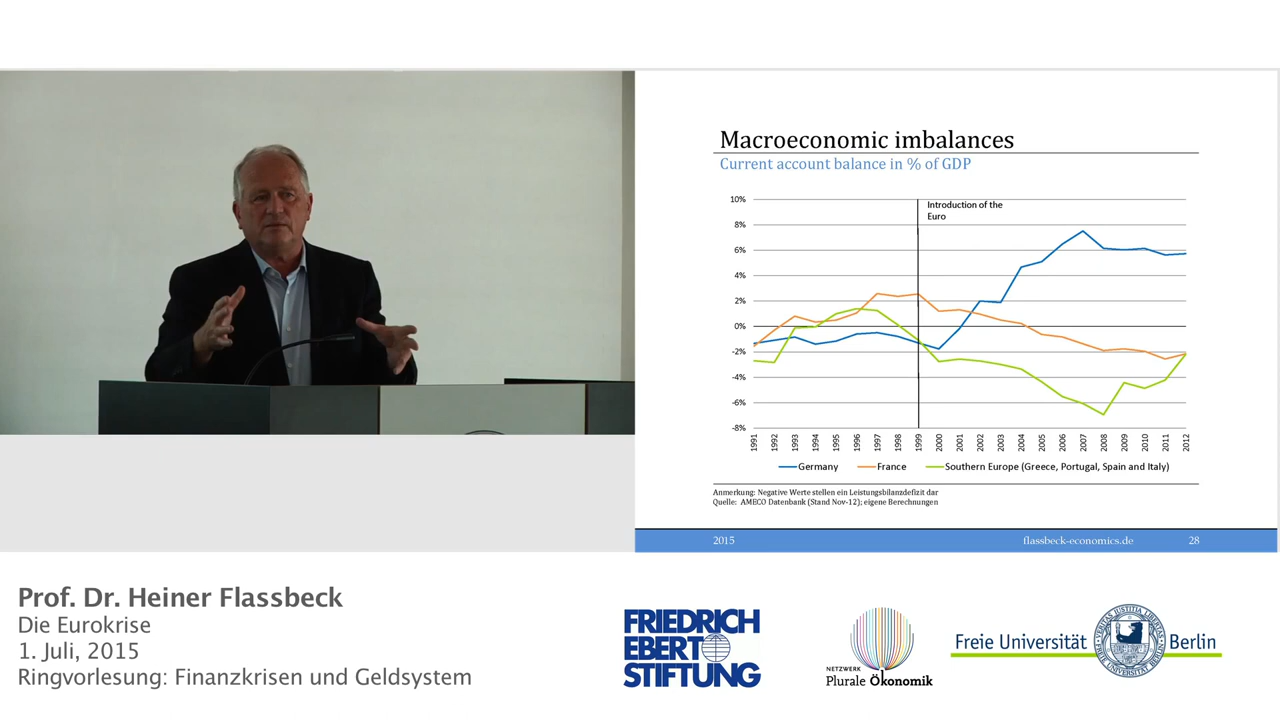 Macroeconomic imbalances
Current account balance in % of GDP
10%
8%
6%
4%
2%
0%
-2%
-4%
-6%
-8%
Introduction of the
Euro
1991
1992
1993
1994
1995
1996
1997
1998
1999
2000
2001
2002
2003
2004
2005
2006
2007
2008
2009
2010
2011
2012
Germany
France
Southern Europe (Greece, Portugal, Spain and Italy)
Anmerkung: Negative Werte stellen ein Leistungsbilanzdefizit dar
Quelle: AMECO Datenbank (Stand Nov-12); eigene Berechnungen
2015 flassbeck-economics.de 28
Prof. Dr. Heiner Flassbeck
Die Eurokrise
1. Juli, 2015
Ringvorlesung: Finanzkrisen und Geldsystem
FRIEDRICH
EBERT
STIFTUNG
NETZWERK
Plurale Ökonomik
Freie Universität Berlin